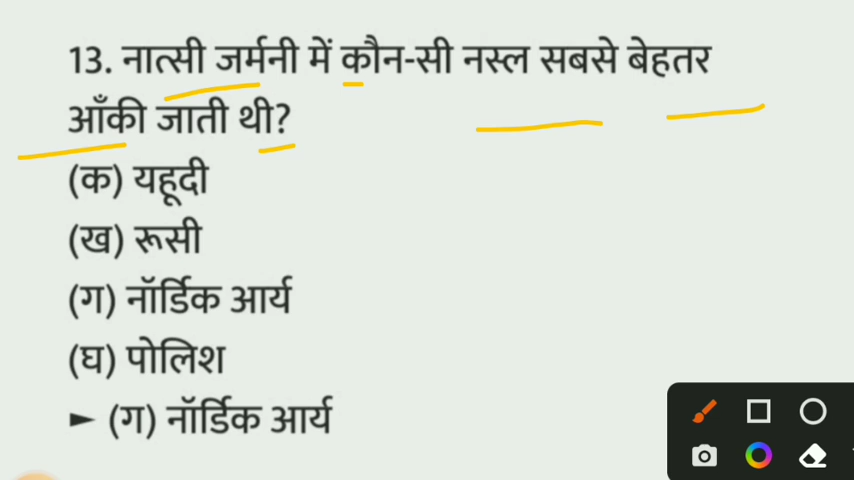 13. नात्सी जर्मनी में कौन-सी नस्ल सबसे बेहतर
आँकी जाती थी?
(क) यहूदी
(ख) रूसी
(ग) नॉर्डिक आर्य
(घ) पोलिश
► (ग) नॉर्डिक आर्य